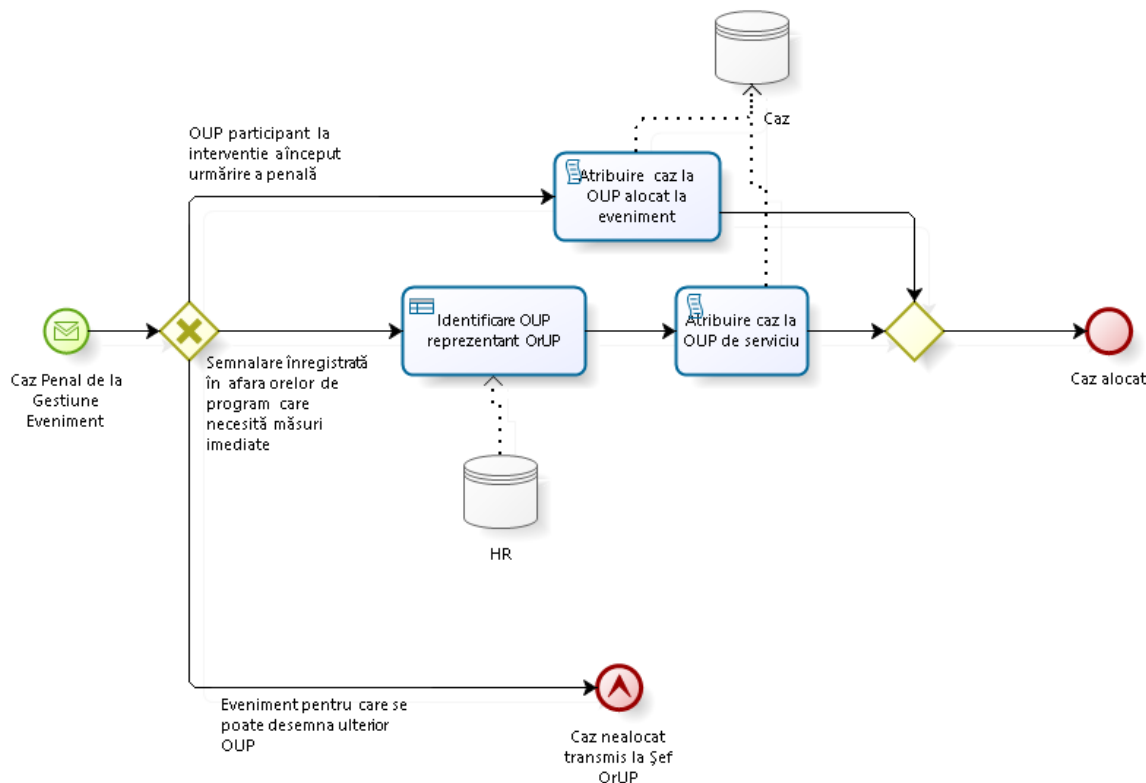 Caz
OUP participant la
interventie a început
urmărire a penală
Atribuire caz la
OUP alocat la
eveniment
Caz Penal de la
Gestiune
Eveniment
Semnalare înregistrată
în afara orelor de
program care
necesită măsuri
imediate
Identificare OUP
reprezentant OrUP
Atribuire caz la
OUP de serviciu
Caz alocat
HR
Eveniment pentru care se
poate desemna ulterior
OUP
Caz nealocat
transmis la Şef
OrUP